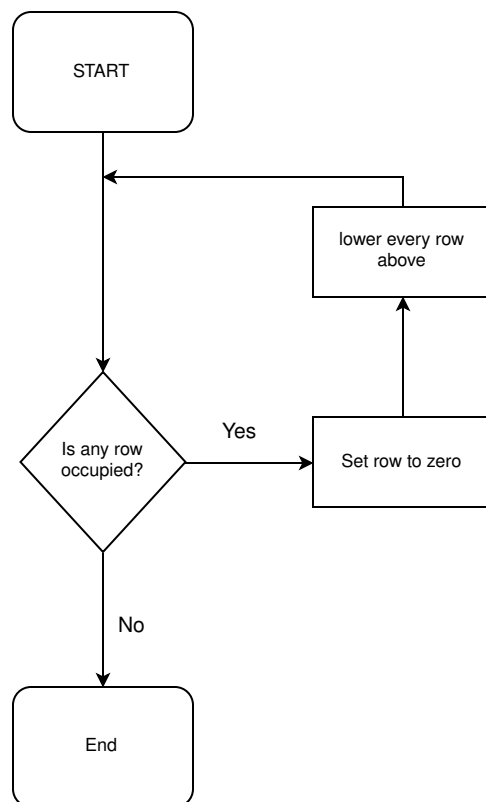 START
lower every row
above
Is any row
occupied?
Yes
Set row to zero
No
End